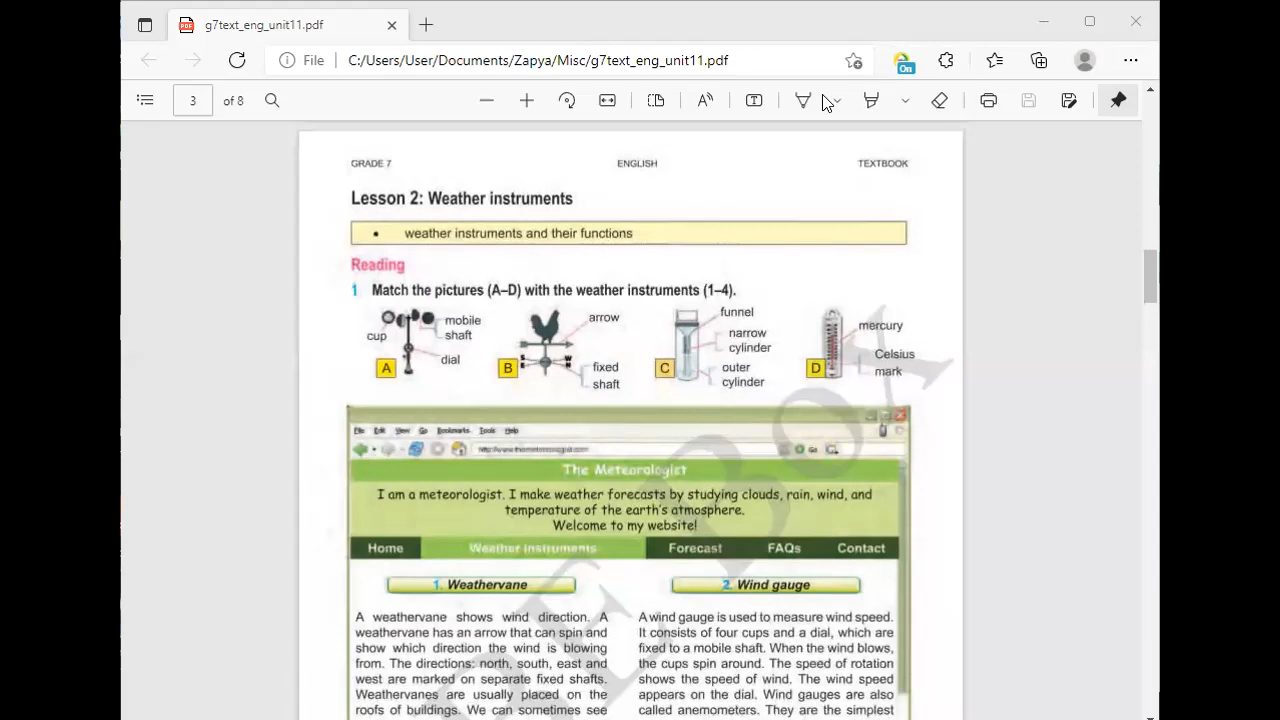 g7text_eng_unit11.pdf
File
C:/Users/User/Documents/Zapya/Misc/g7text_eng_unit11.pdf
On
3 of 8
GRADE 7 ENGLISH TEXTBOOK
Lesson 2: Weather instruments
• weather instruments and their functions
Reading
1 Match the pictures (A–D) with the weather instruments (1–4).
cup
mobile
shaft
dial
A
arrow
fixed
shaft
B
funnel
narrow
cylinder
outer
cylinder
C
mercury
Celsius
mark
D
File Edit View Go Bookmarks Tools Help
Go
The Meteorologist
I am a meteorologist. I make weather forecasts by studying clouds, rain, wind, and
temperature of the earth's atmosphere.
Welcome to my website!
Home Weather instruments Forecast FAQs Contact
1. Weathervane
A weathervane shows wind direction. A
weathervane has an arrow that can spin and
show which direction the wind is blowing
from. The directions: north, south, east and
west are marked on separate fixed shafts.
Weathervanes are usually placed on the
roofs of buildings. We can sometimes see
2. Wind gauge
A wind gauge is used to measure wind speed.
It consists of four cups and a dial, which are
fixed to a mobile shaft. When the wind blows,
the cups spin around. The speed of rotation
shows the speed of wind. The wind speed
appears on the dial. Wind gauges are also
called anemometers. They are the simplest
BE BOX